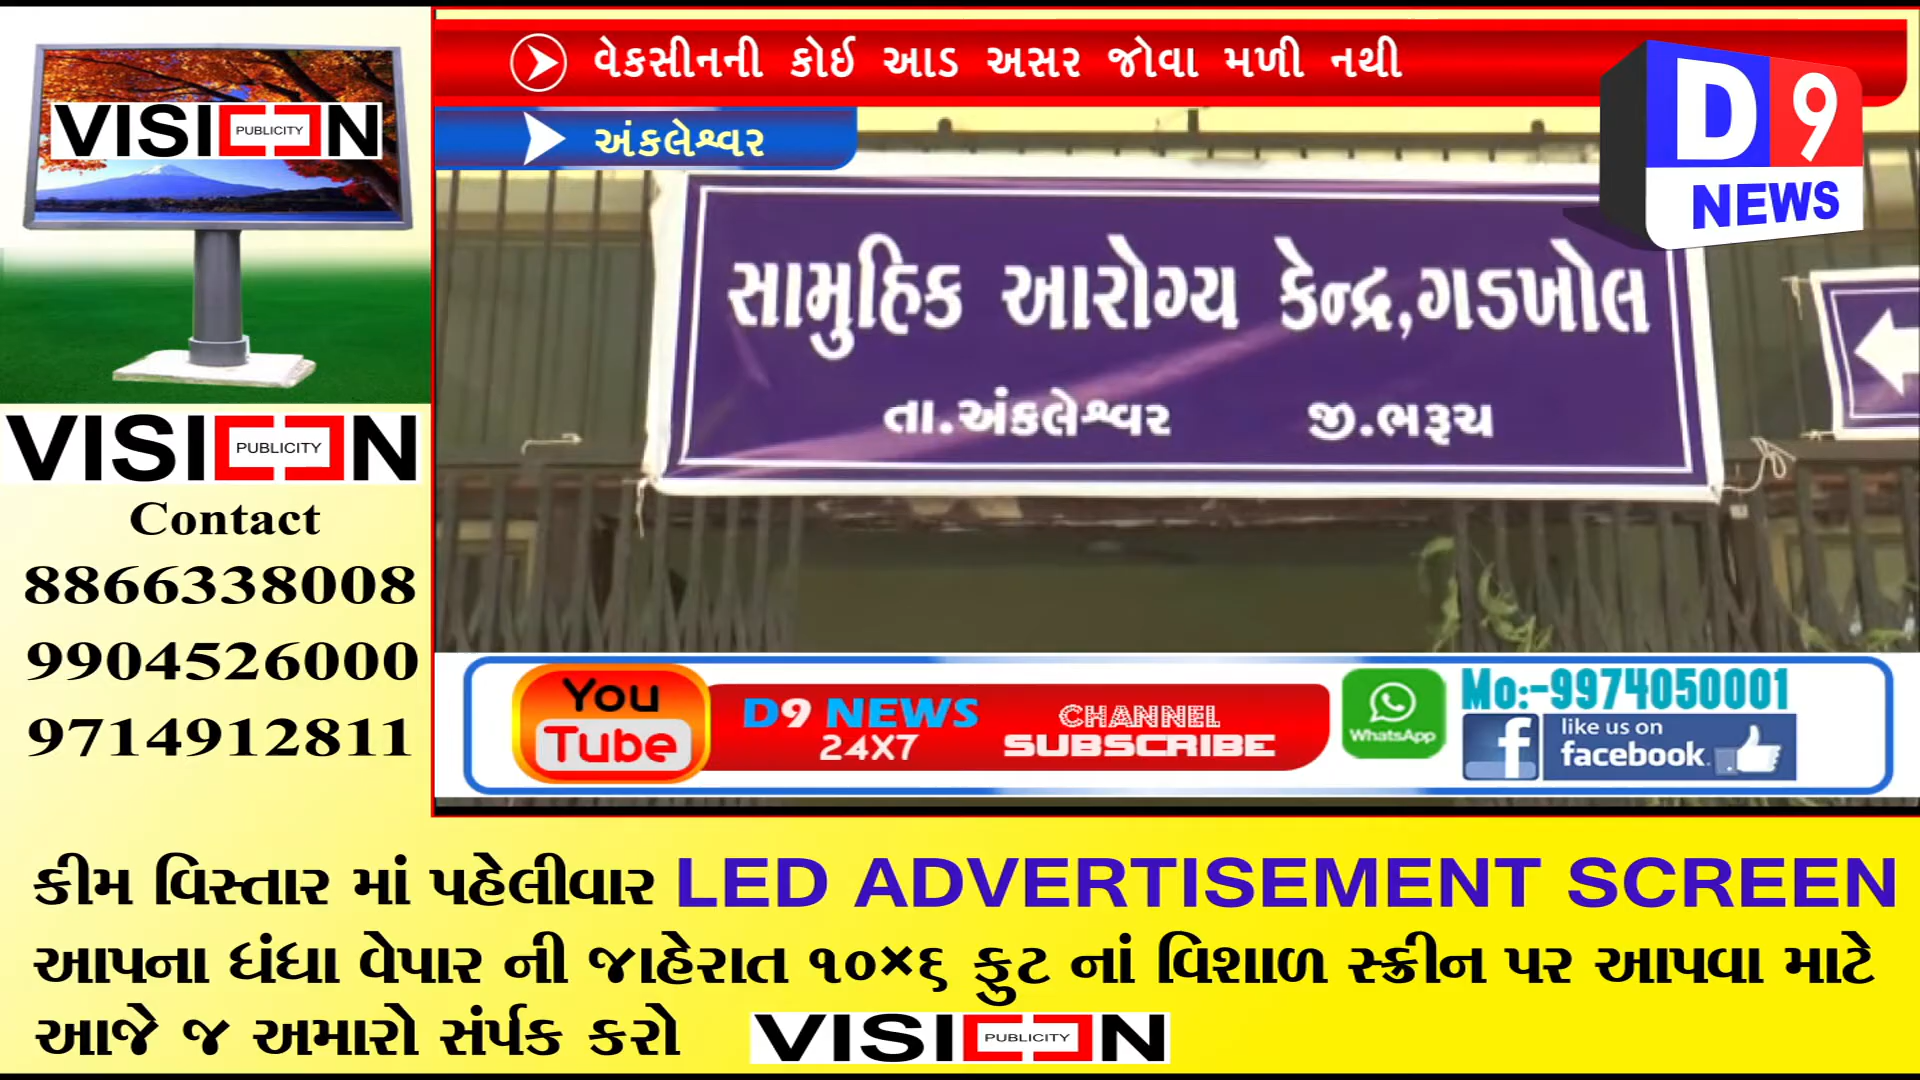 વેકસીનની કોઈ આડ અસર જોવા મળી નથી
અંકલેશ્વર
D 9
NEWS
સામુહિક આરોગ્ય કેન્દ્ર,ગડખોલ
તા.અંકલેશ્વર જી.ભરૂચ
VISION
PUBLICITY
VISION
PUBLICITY
Contact
8866338008
9904526000
9714912811
You
Tube
D9 NEWS
24X7
CHANNEL
SUBSCRIBE
WhatsApp
Mo:-9974050001
like us on
facebook.
કીમ વિસ્તાર માં પહેલીવાર LED ADVERTISEMENT SCREEN
આપના ધંધા વેપાર ની જાહેરાત ૧૦×૬ ફુટ નાં વિશાળ સ્ક્રીન પર આપવા માટે
આજે જ અમારો સંર્પક કરો VISION
PUBLICITY